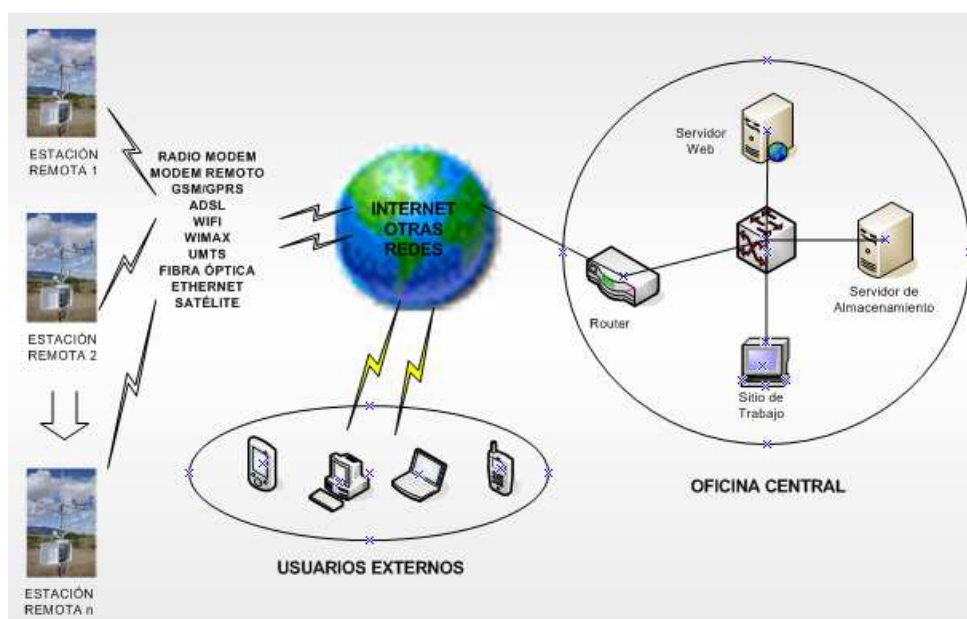 ESTACIÓN
REMOTA 1
ESTACIÓN
REMOTA 2
ESTACIÓN
REMOTA n
RADIO MODEM
MODEM REMOTO
GSM/GPRS
ADSL
WIFI
WIMAX
UMTS
FIBRA ÓPTICA
ETHERNET
SATÉLITE
INTERNET
OTRAS
REDES
USUARIOS EXTERNOS
Servidor
Web
Router
Servidor de
Almacenamiento
Sitio de
Trabajo
OFICINA CENTRAL